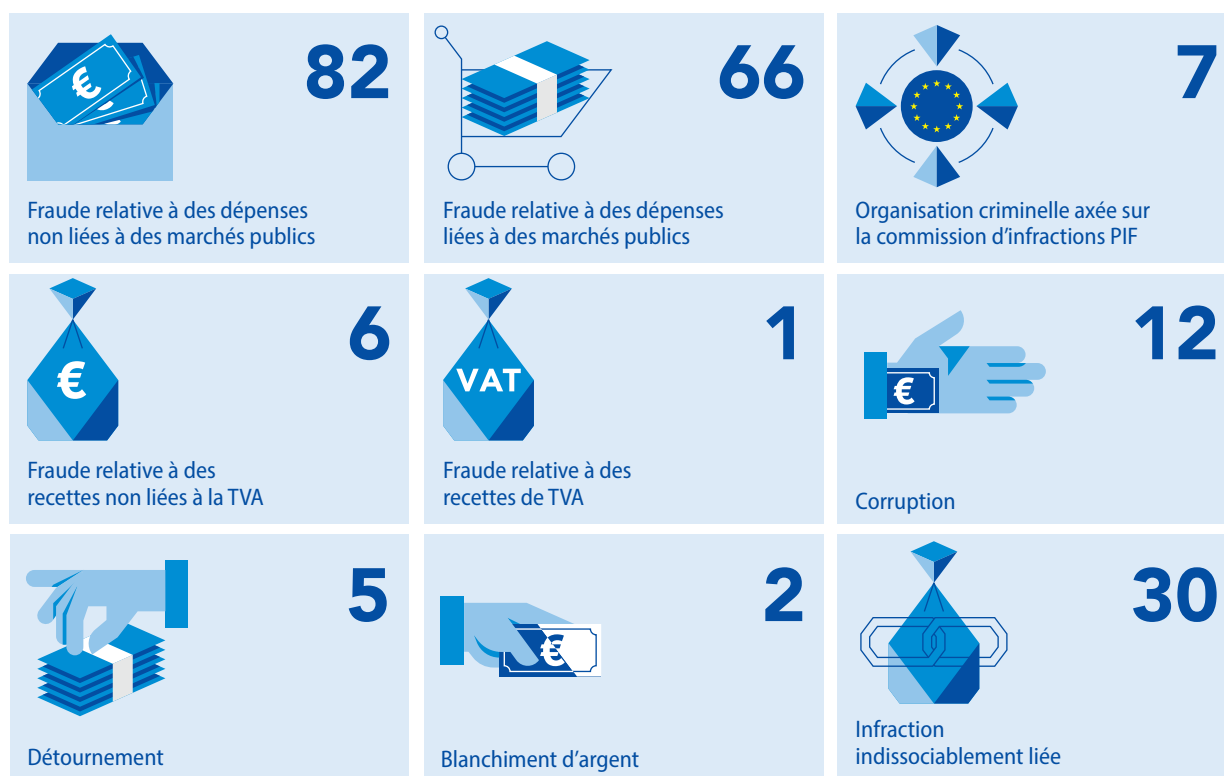 €
82
Fraude relative à des dépenses
non liées à des marchés publics
66
Fraude relative à des dépenses
liées à des marchés publics
7
Organisation criminelle axée sur
la commission d’infractions PIF
€
6
Fraude relative à des
recettes non liées à la TVA
VAT
1
Fraude relative à des
recettes de TVA
€
12
Corruption
5
Détournement
€
2
Blanchiment d’argent
30
Infraction
indissociablement liée